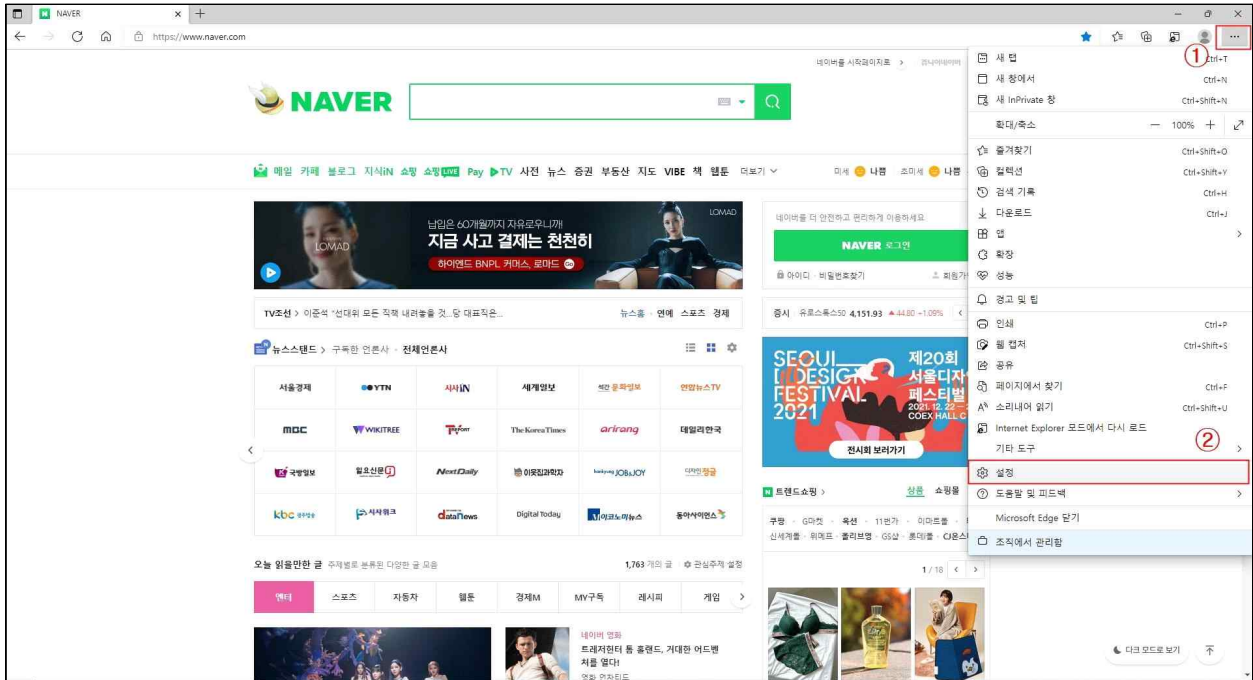 NAVER
https://www.naver.com
①
네이버를 시작페이지로 >
NAVER
메일 카페 블로그 지식iN 쇼핑 쇼핑LIVE Pay ▶TV 사전 뉴스 증권 부동산 지도 VIBE 책 웹툰 더보기
미세 나쁨 초미세 나쁨
LOMAD
납입은 60개월까지 자유로우니까!
지금 사고 결제는 천천히
하이엔드 BNPL 커머스, 로마드 Go
LOMAD
네이버를 더 안전하고 편리하게 이용하세요.
NAVER 로그인
아이디 · 비밀번호찾기
회원가
TV조선 > 이준석 "선대위 모든 직책 내려놓을 것...당 대표직은...
뉴스홈 · 연예 스포츠 경제
증시 유로스톡스50 4,151.93 ▲44.80 +1.09%
뉴스스탠드 > 구독한 언론사 · 전체언론사
서울경제 YTN 시사iN 세계일보 석간 문화일보 연합뉴스TV
MBC WIKITREE The Korea Times arirang 데일리한국
국방일보 일요신문 NextDaily 이웃집과학자 JOB&JOY 디자인정글
kbc 광주방송 시사위크 dataNews Digital Today 이코노미뉴스 동아사이언스
SEOUL DESIGN FESTIVAL 2021
제20회
서울디자
페스티벌
2021. 12. 22 –
COEX HALL C
전시회 보러가기
트렌드쇼핑 >
상품 쇼핑몰
쿠팡 · G마켓 · 옥션 · 11번가 · 이마트몰
신세계몰 · 위메프 · 올리브영 · GS샵 · 롯데몰 · CJ온스
1 / 18 < >
오늘 읽을만한 글 주제별로 분류된 다양한 글 모음
1,763 개의 글 관심주제 설정
엔터 스포츠 자동차 웹툰 경제M MY구독 레시피 게임 >
네이버 영화
트레저헌터 톰 홀랜드, 거대한 어드벤
처를 열다!
다크 모드로 보기
새 탭 Ctrl+T
새 창에서 Ctrl+N
새 InPrivate 창 Ctrl+Shift+N
확대/축소 — 100% +
즐겨찾기 Ctrl+Shift+O
컬렉션 Ctrl+Shift+Y
검색 기록 Ctrl+H
다운로드 Ctrl+J
앱
확장
성능
경고 및 팁
인쇄 Ctrl+P
웹 캡처 Ctrl+Shift+S
공유
페이지에서 찾기 Ctrl+F
소리내어 읽기 Ctrl+Shift+U
Internet Explorer 모드에서 다시 로드
기타 도구
②
설정
도움말 및 피드백
Microsoft Edge 닫기
조직에서 관리함